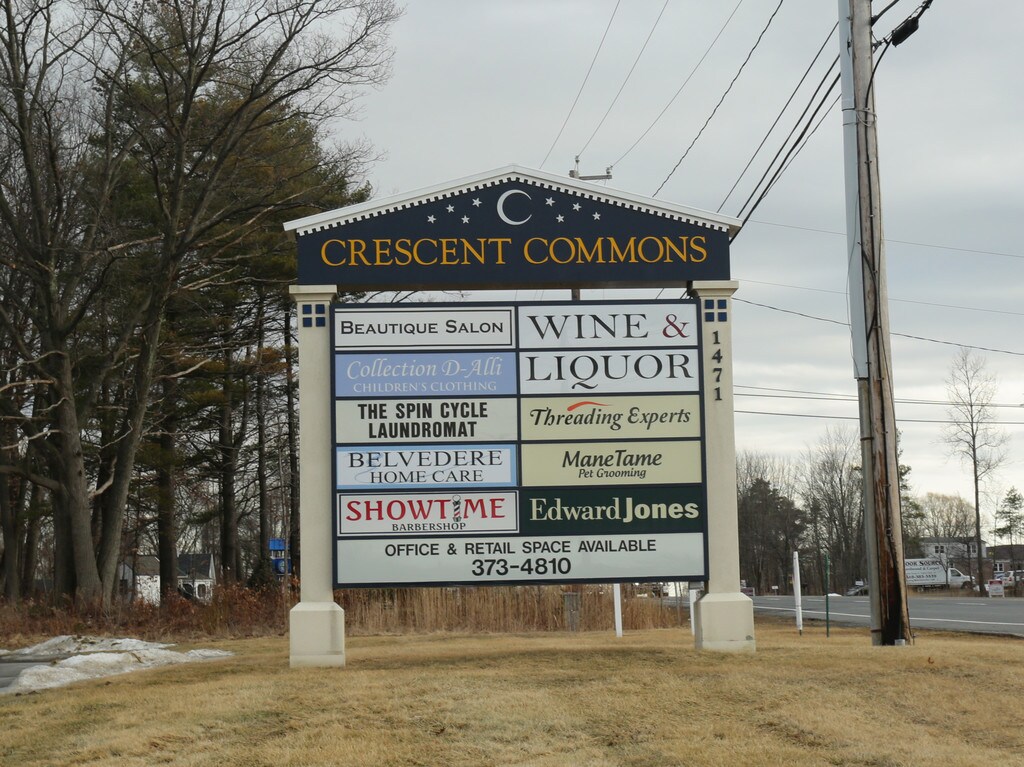 CRESCENT COMMONS
BEAUTIQUE SALON
WINE &
LIQUOR
Collection D-Alli
CHILDREN'S CLOTHING
THE SPIN CYCLE
LAUNDROMAT
Threading Experts
BELVEDERE
HOME CARE
ManeTame
Pet Grooming
SHOWTIME
BARBERSHOP
Edward Jones
OFFICE & RETAIL SPACE AVAILABLE
373-4810
1471